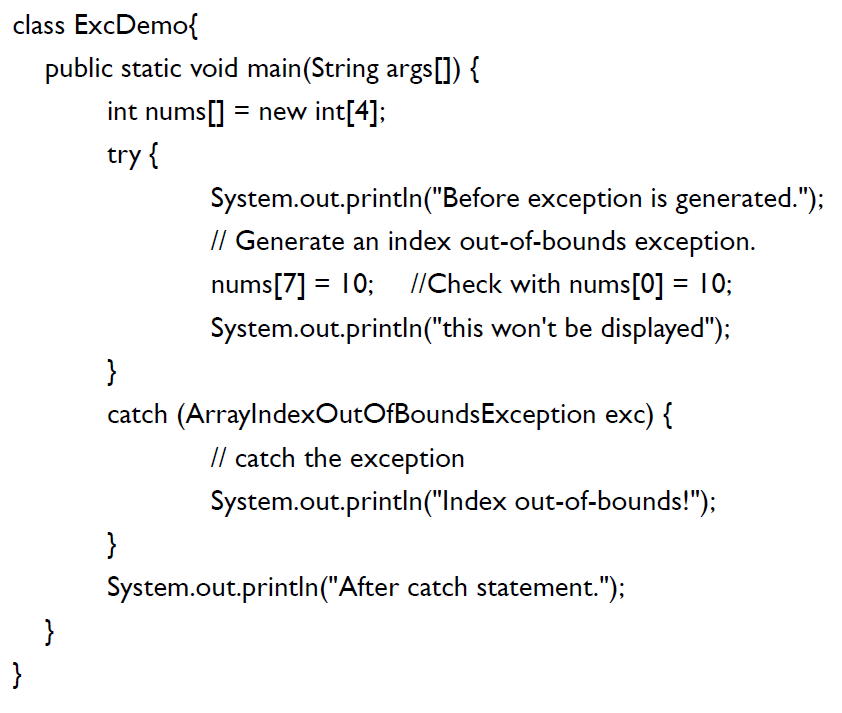 class ExcDemo{
public static void main(String args[]) {
int nums[] = new int[4];
try {
System.out.println("Before exception is generated.");
// Generate an index out-of-bounds exception.
nums[7] = 10; //Check with nums[0] = 10;
System.out.println("this won't be displayed");
}
catch (ArrayIndexOutOfBoundsException exc) {
// catch the exception
System.out.println("Index out-of-bounds!");
}
System.out.println("After catch statement.");
}
}